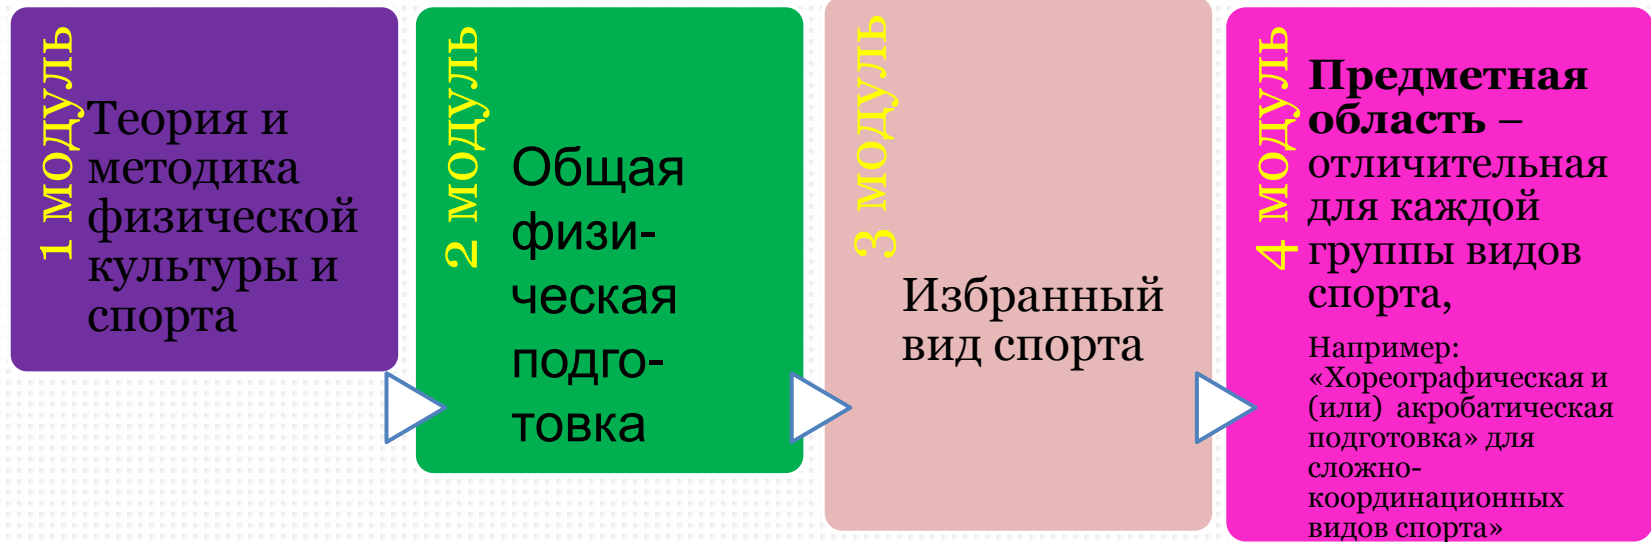 1 модуль
Теория и
методика
физической
культуры и
спорта
2 модуль
Общая
физи-
ческая
подго-
товка
3 модуль
Избранный
вид спорта
4 модуль
Предметная
область –
отличительная
для каждой
группы видов
спорта,
Например:
«Хореографическая и
(или) акробатическая
подготовка» для
сложно-
координационных
видов спорта»